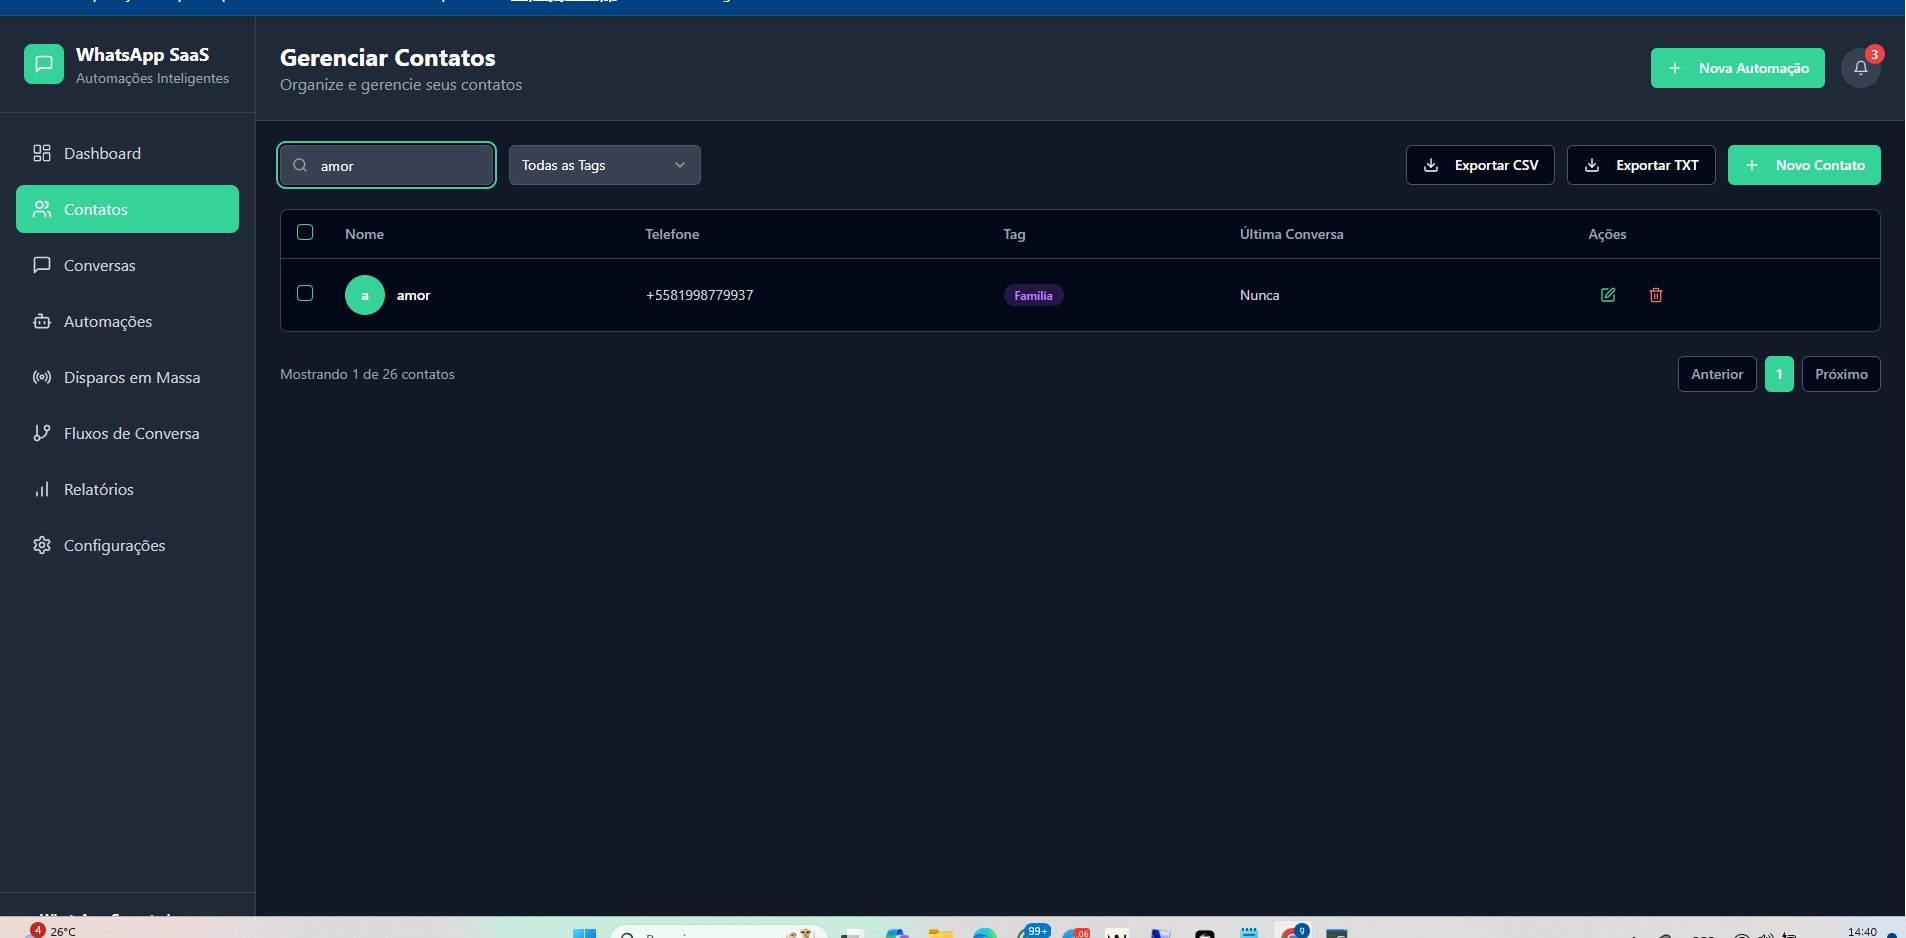 WhatsApp SaaS
Automações Inteligentes
Dashboard
Contatos
Conversas
Automações
Disparos em Massa
Fluxos de Conversa
Relatórios
Configurações
Gerenciar Contatos
Organize e gerencie seus contatos
Nova Automação
3
amor
Todas as Tags
Exportar CSV
Exportar TXT
Novo Contato
Nome Telefone Tag Última Conversa Ações
a amor +5581998779937 Família Nunca
Mostrando 1 de 26 contatos
Anterior 1 Próximo
4 26°C
99+
9
14:40